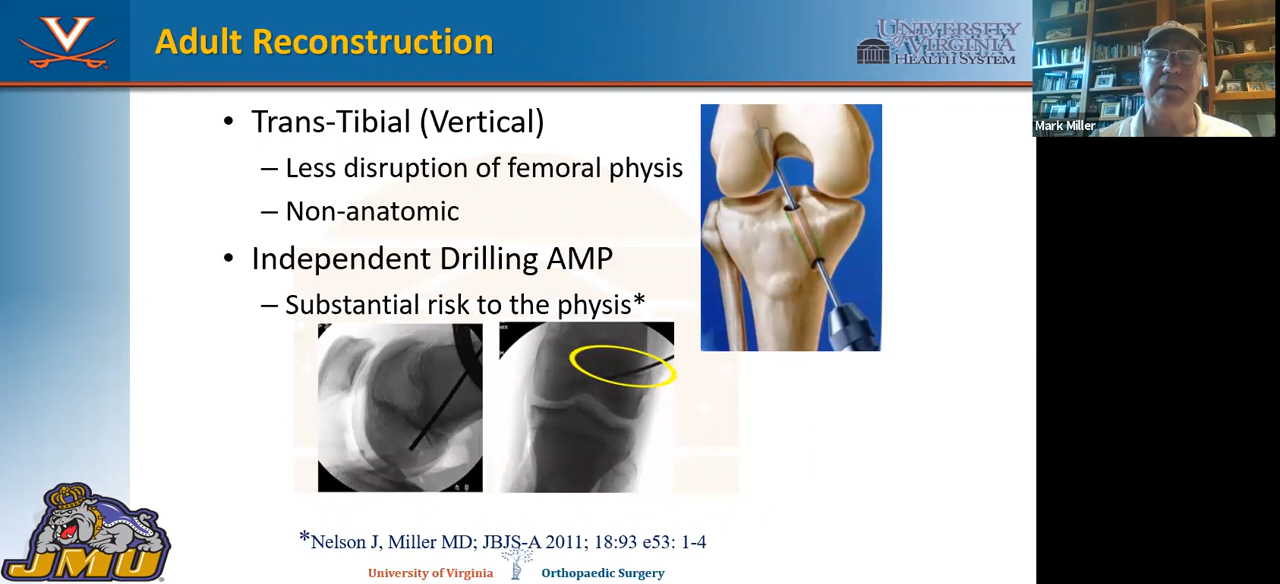 Adult Reconstruction
UNIVERSITY
VIRGINIA
HEALTH SYSTEM
Mark Miller
• Trans-Tibial (Vertical)
– Less disruption of femoral physis
– Non-anatomic
• Independent Drilling AMP
– Substantial risk to the physis*
*Nelson J, Miller MD; JBJS-A 2011; 18:93 e53: 1-4
JMU
University of Virginia Orthopaedic Surgery